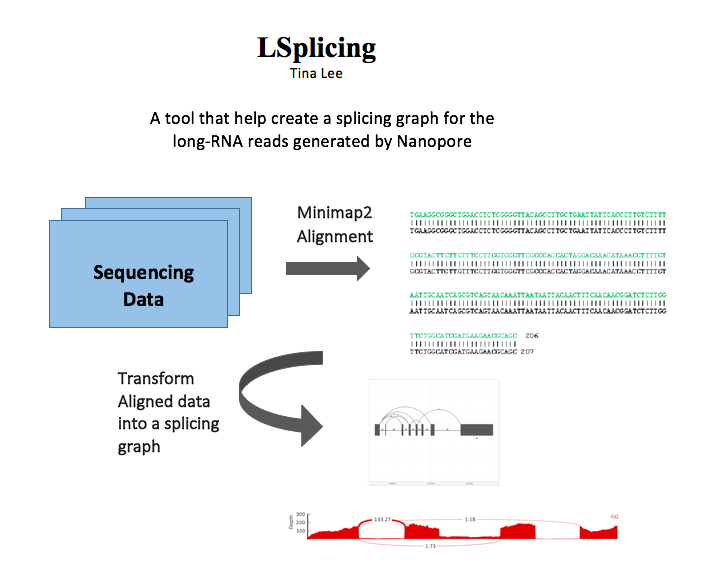 LSplicing
Tina Lee
A tool that help create a splicing graph for the
long-RNA reads generated by Nanopore
Sequencing
Data
Minimap2
Alignment
TGAAGGCGGGCTGGACCTCTCGGGGTTACAGCCTTGCTGAATTATTCACCCTTGTCTTTT
TGAAGGCGGGCTGGACCTCTCGGGGTTACAGCCTTGCTGAATTATTCACCCTTGTCTTTT
GCGTACTTCTTGTTTCCTTGGTGGGTTCGCCCACCACTAGGACAAACATAAACCTTTTGT
GCGTACTTCTTGTTTCCTTGGTGGGTTCGCCCACCACTAGGACAAACATAAACCTTTTGT
AATTGCAATCAGCGTCAGTAACAAATTAATAATTACAACTTTCAACAACGGATCTCTTGG
AATTGCAATCAGCGTCAGTAACAAATTAATAATTACAACTTTCAACAACGGATCTCTTGG
TTCTGGCATCGATGAAGAACGCAGC 206
TTCTGGCATCGATGAAGAACGCAGC 207
Transform
Aligned data
into a splicing
graph
Depth
300
200
100
133.27
1.18
1.73
GG